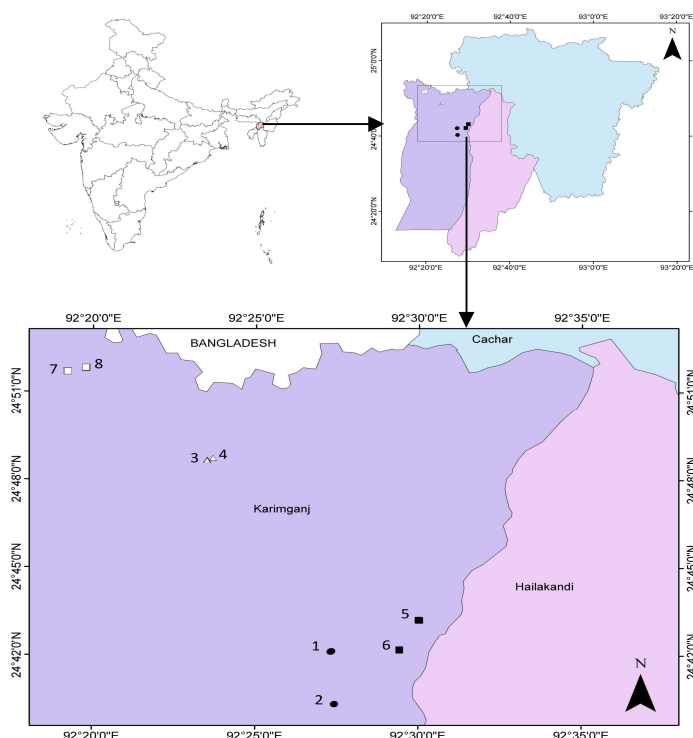 92°20'0"E 92°40'0"E 93°0'0"E 93°20'0"E
N
25°0'0"N
24°40'0"N
24°20'0"N
92°20'0"E 92°40'0"E 93°0'0"E 93°20'0"E
92°20'0"E 92°25'0"E 92°30'0"E 92°35'0"E
BANGLADESH
Cachar
7
8
24°51'0"N 24°51'0"N
3
4
24°48'0"N 24°48'0"N
Karimganj
24°45'0"N 24°45'0"N
Hailakandi
5
1
6
24°42'0"N 24°42'0"N
N
2
92°20'0"E 92°25'0"E 92°30'0"E 92°35'0"E